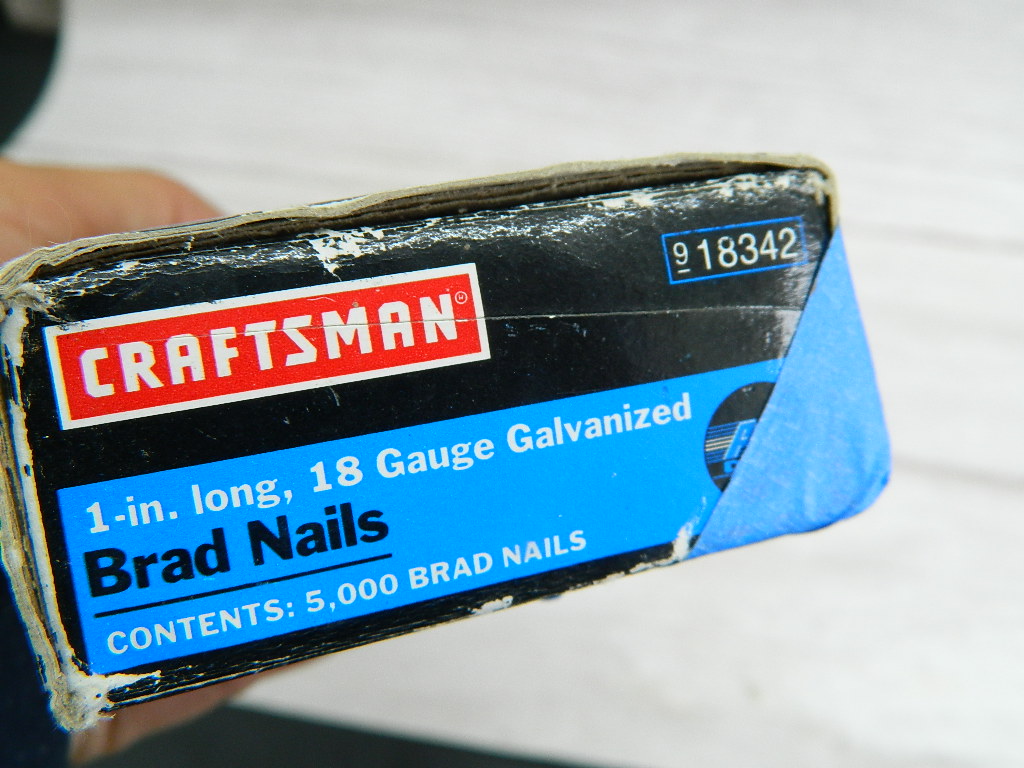 9 18342
CRAFTSMAN®
1-in. long, 18 Gauge Galvanized
Brad Nails
CONTENTS: 5,000 BRAD NAILS